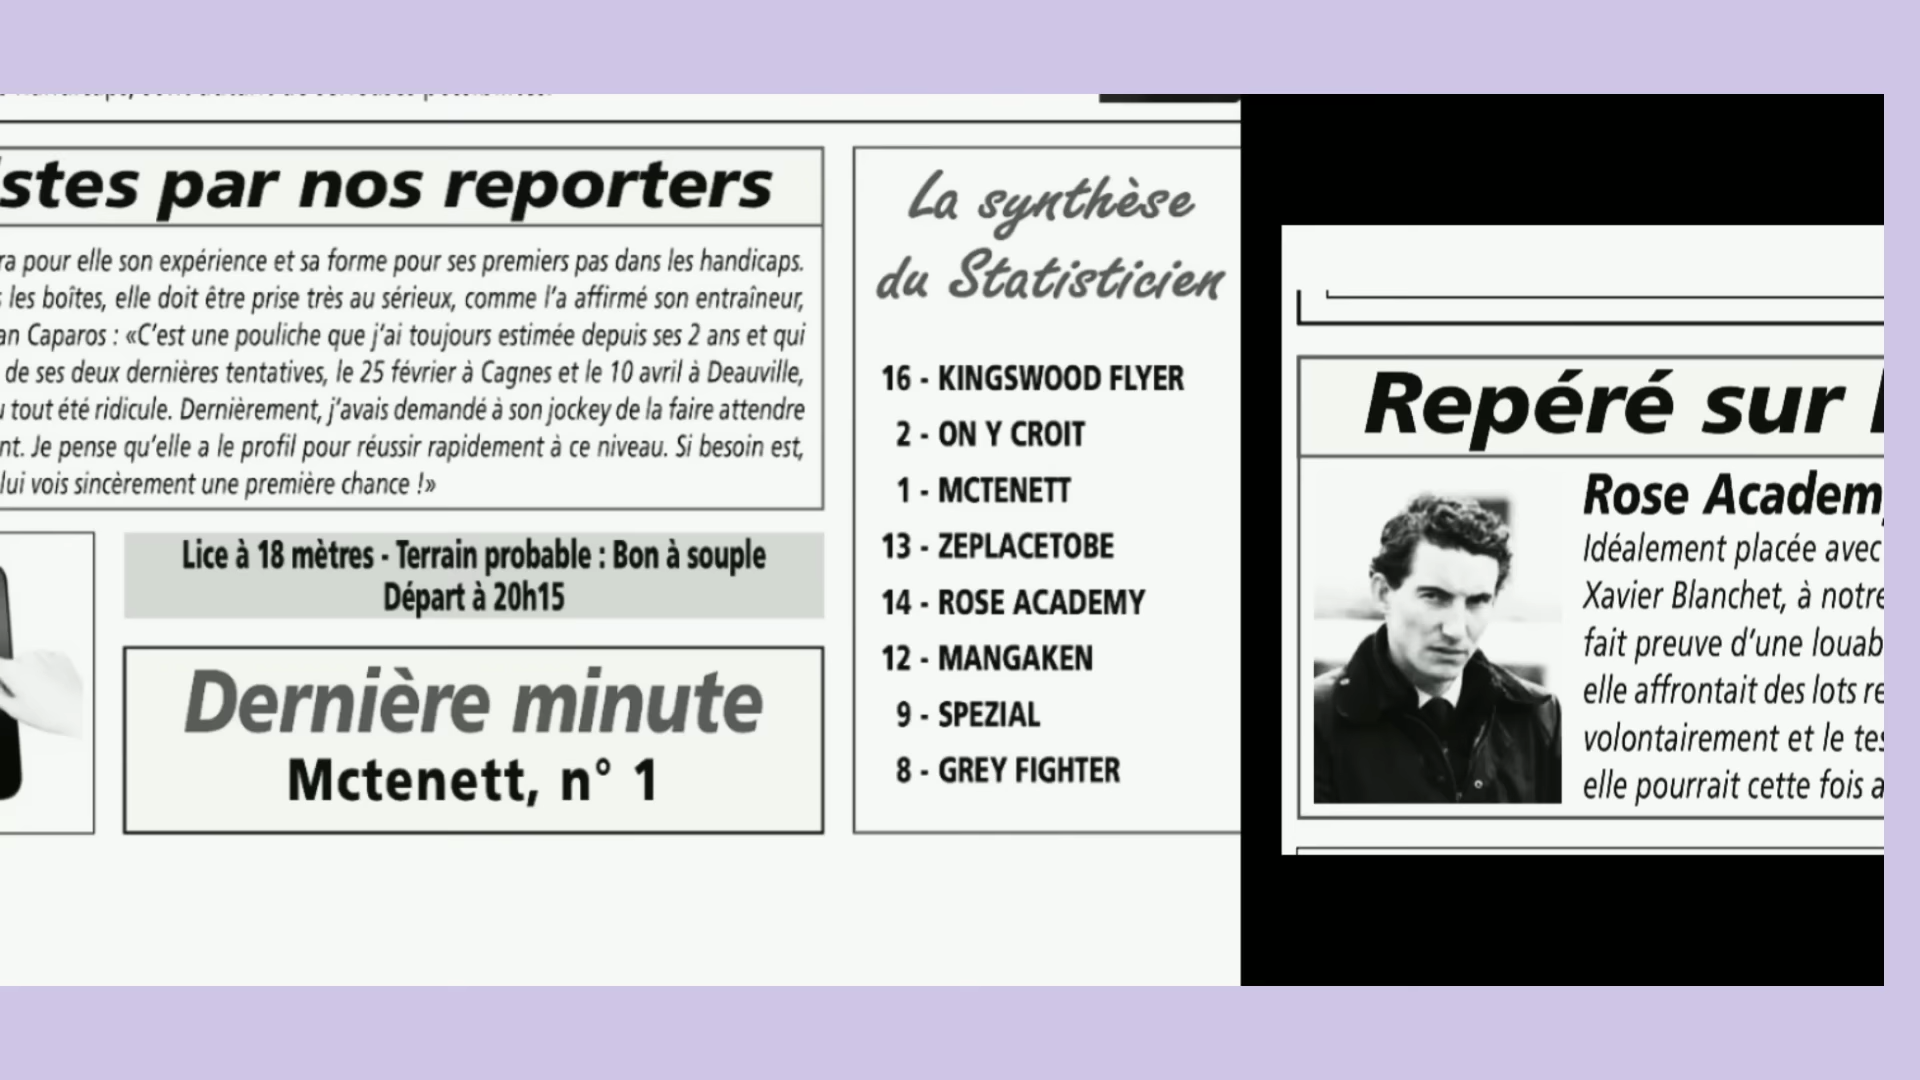 stes par nos reporters
ra pour elle son expérience et sa forme pour ses premiers pas dans les handicaps.
les boîtes, elle doit être prise très au sérieux, comme l'a affirmé son entraîneur,
an Caparos : «C'est une pouliche que j'ai toujours estimée depuis ses 2 ans et qui
de ses deux dernières tentatives, le 25 février à Cagnes et le 10 avril à Deauville,
u tout été ridicule. Dernièrement, j'avais demandé à son jockey de la faire attendre
nt. Je pense qu'elle a le profil pour réussir rapidement à ce niveau. Si besoin est,
lui vois sincèrement une première chance !»
Lice à 18 mètres - Terrain probable : Bon à souple
Départ à 20h15
Dernière minute
Mctenett, n° 1
La synthèse
du Statisticien
16 - KINGSWOOD FLYER
2 - ON Y CROIT
1 - MCTENETT
13 - ZEPLACETOBE
14 - ROSE ACADEMY
12 - MANGAKEN
9 - SPEZIAL
8 - GREY FIGHTER
Repéré sur
Rose Academ
Idéalement placée avec
Xavier Blanchet, à notre
fait preuve d'une louab
elle affrontait des lots re
volontairement et le tes
elle pourrait cette fois a